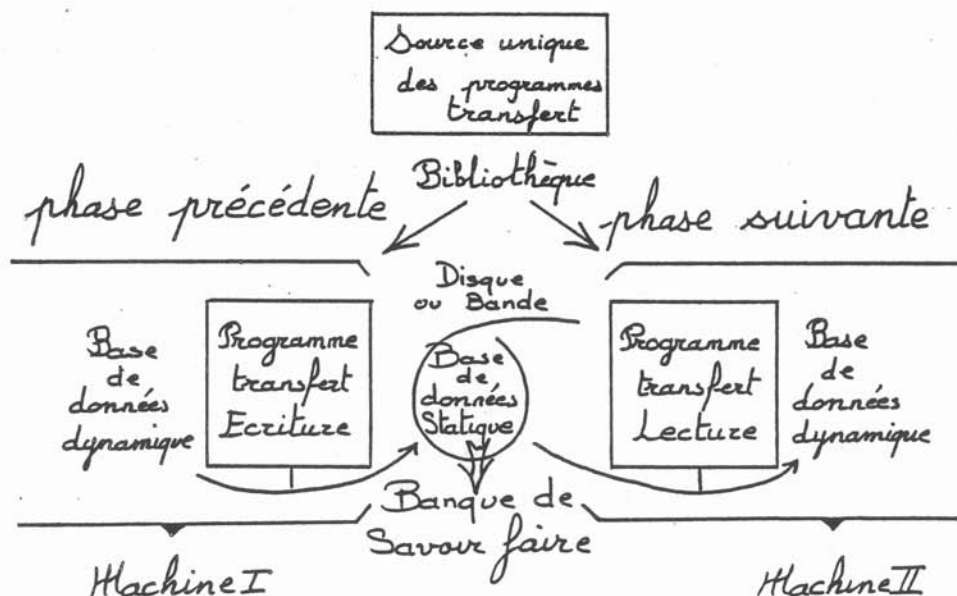 Source unique
des programmes
transfert
Bibliothèque
phase précédente
phase suivante
Disque
ou Bande
Base
de
données
dynamique
Programme
transfert
Ecriture
Base
de
données
Statique
Programme
transfert
Lecture
Base
de
données
dynamique
Banque de
Savoir faire
Machine I
Machine II